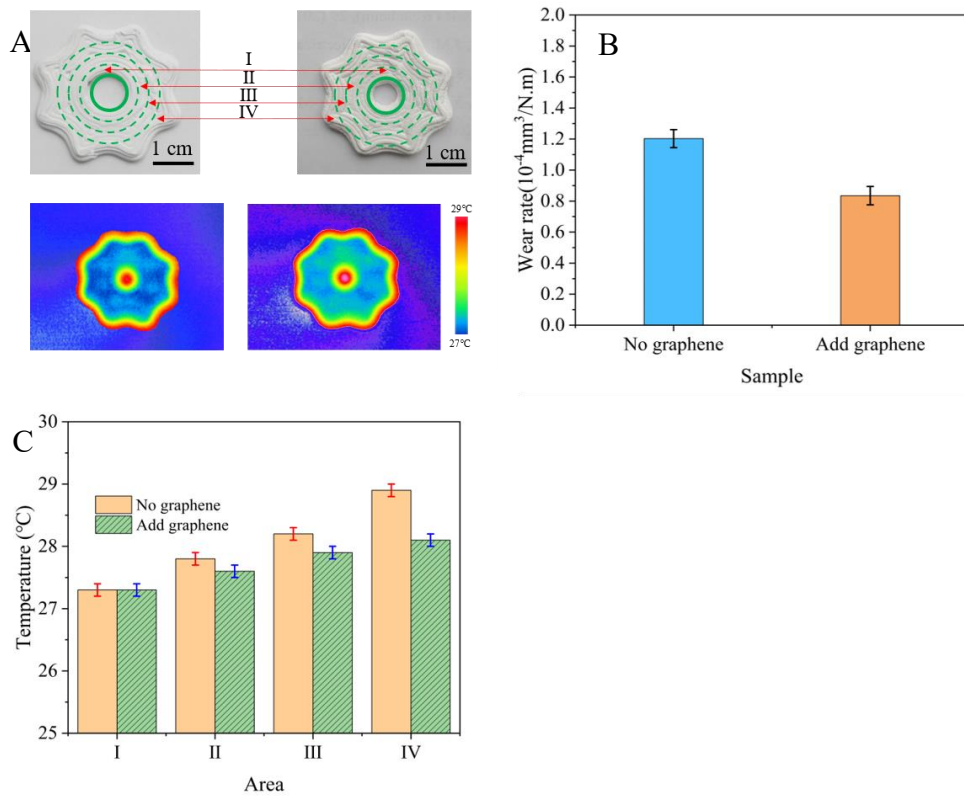 A
I
II
III
IV
1 cm
1 cm
29℃
27℃
B
Wear rate(10⁻⁴mm³/N.m)
2.0
1.8
1.6
1.4
1.2
1.0
0.8
0.6
0.4
0.2
0.0
No graphene
Add graphene
Sample
C
Temperature (℃)
30
29
28
27
26
25
No graphene
Add graphene
I
II
III
IV
Area